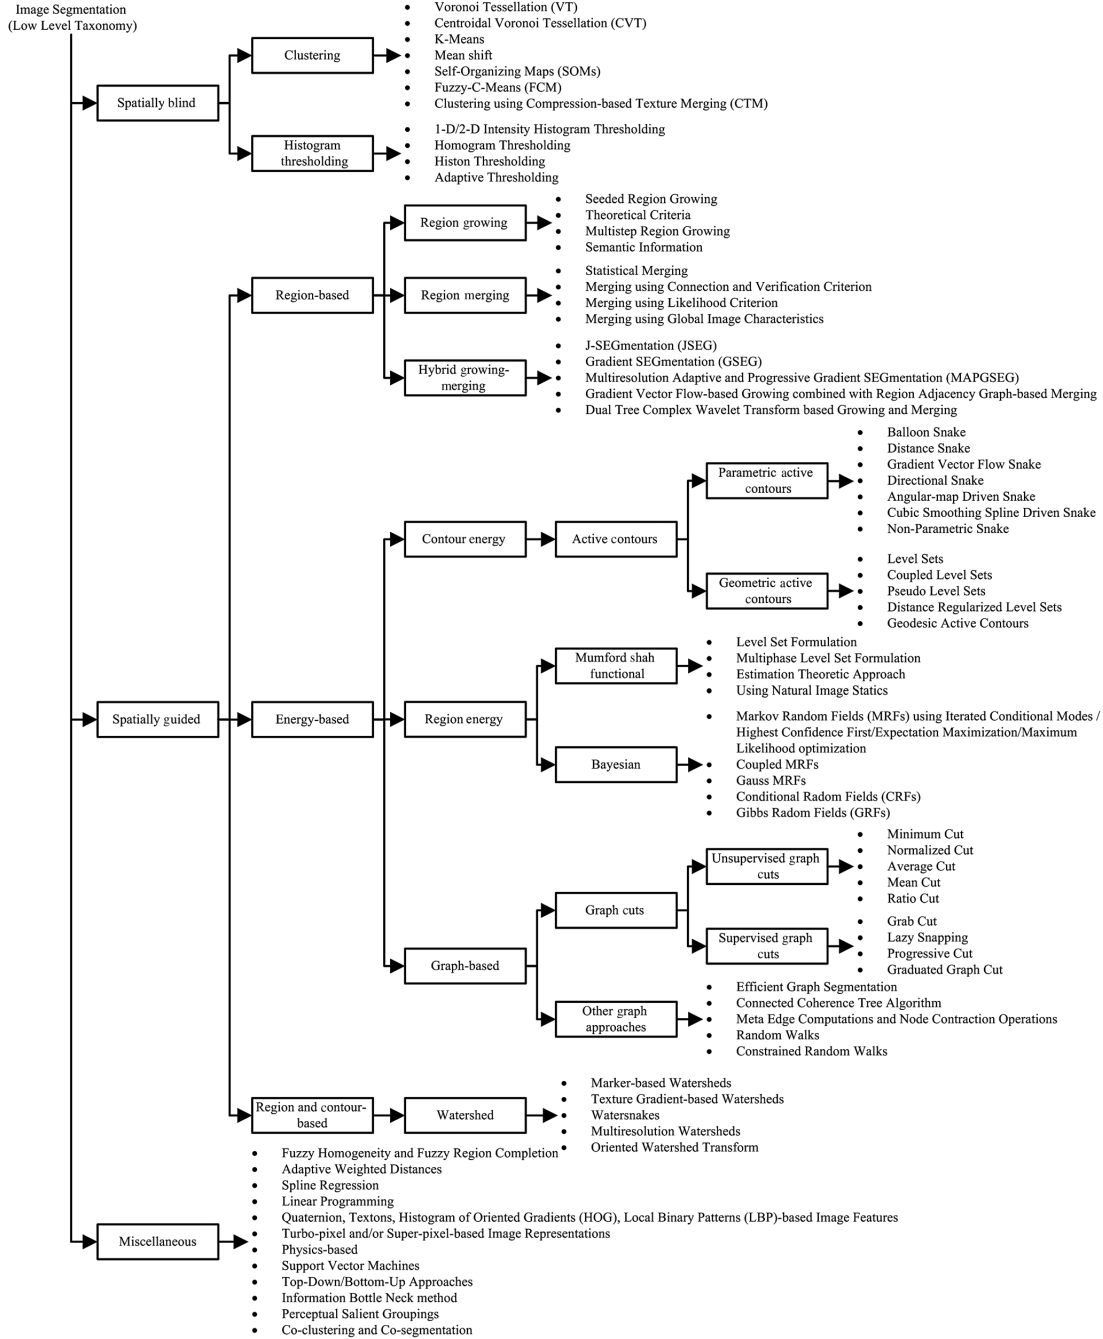 Image Segmentation
(Low Level Taxonomy)
Spatially blind
Clustering
• Voronoi Tessellation (VT)
• Centroidal Voronoi Tessellation (CVT)
• K-Means
• Mean shift
• Self-Organizing Maps (SOMs)
• Fuzzy-C-Means (FCM)
• Clustering using Compression-based Texture Merging (CTM)
Histogram
thresholding
• 1-D/2-D Intensity Histogram Thresholding
• Homogram Thresholding
• Histon Thresholding
• Adaptive Thresholding
Spatially guided
Region-based
Region growing
• Seeded Region Growing
• Theoretical Criteria
• Multistep Region Growing
• Semantic Information
Region merging
• Statistical Merging
• Merging using Connection and Verification Criterion
• Merging using Likelihood Criterion
• Merging using Global Image Characteristics
Hybrid growing-
merging
• J-SEGmentation (JSEG)
• Gradient SEGmentation (GSEG)
• Multiresolution Adaptive and Progressive Gradient SEGmentation (MAPGSEG)
• Gradient Vector Flow-based Growing combined with Region Adjacency Graph-based Merging
• Dual Tree Complex Wavelet Transform based Growing and Merging
Energy-based
Contour energy
Active contours
Parametric active
contours
• Balloon Snake
• Distance Snake
• Gradient Vector Flow Snake
• Directional Snake
• Angular-map Driven Snake
• Cubic Smoothing Spline Driven Snake
• Non-Parametric Snake
Geometric active
contours
• Level Sets
• Coupled Level Sets
• Pseudo Level Sets
• Distance Regularized Level Sets
• Geodesic Active Contours
Region energy
Mumford shah
functional
• Level Set Formulation
• Multiphase Level Set Formulation
• Estimation Theoretic Approach
• Using Natural Image Statics
Bayesian
• Markov Random Fields (MRFs) using Iterated Conditional Modes /
Highest Confidence First/Expectation Maximization/Maximum
Likelihood optimization
• Coupled MRFs
• Gauss MRFs
• Conditional Radom Fields (CRFs)
• Gibbs Radom Fields (GRFs)
Graph-based
Graph cuts
Unsupervised graph
cuts
• Minimum Cut
• Normalized Cut
• Average Cut
• Mean Cut
• Ratio Cut
Supervised graph
cuts
• Grab Cut
• Lazy Snapping
• Progressive Cut
• Graduated Graph Cut
Other graph
approaches
• Efficient Graph Segmentation
• Connected Coherence Tree Algorithm
• Meta Edge Computations and Node Contraction Operations
• Random Walks
• Constrained Random Walks
Region and contour-
based
Watershed
• Marker-based Watersheds
• Texture Gradient-based Watersheds
• Watersnakes
• Multiresolution Watersheds
• Oriented Watershed Transform
Miscellaneous
• Fuzzy Homogeneity and Fuzzy Region Completion
• Adaptive Weighted Distances
• Spline Regression
• Linear Programming
• Quaternion, Textons, Histogram of Oriented Gradients (HOG), Local Binary Patterns (LBP)-based Image Features
• Turbo-pixel and/or Super-pixel-based Image Representations
• Physics-based
• Support Vector Machines
• Top-Down/Bottom-Up Approaches
• Information Bottle Neck method
• Perceptual Salient Groupings
• Co-clustering and Co-segmentation